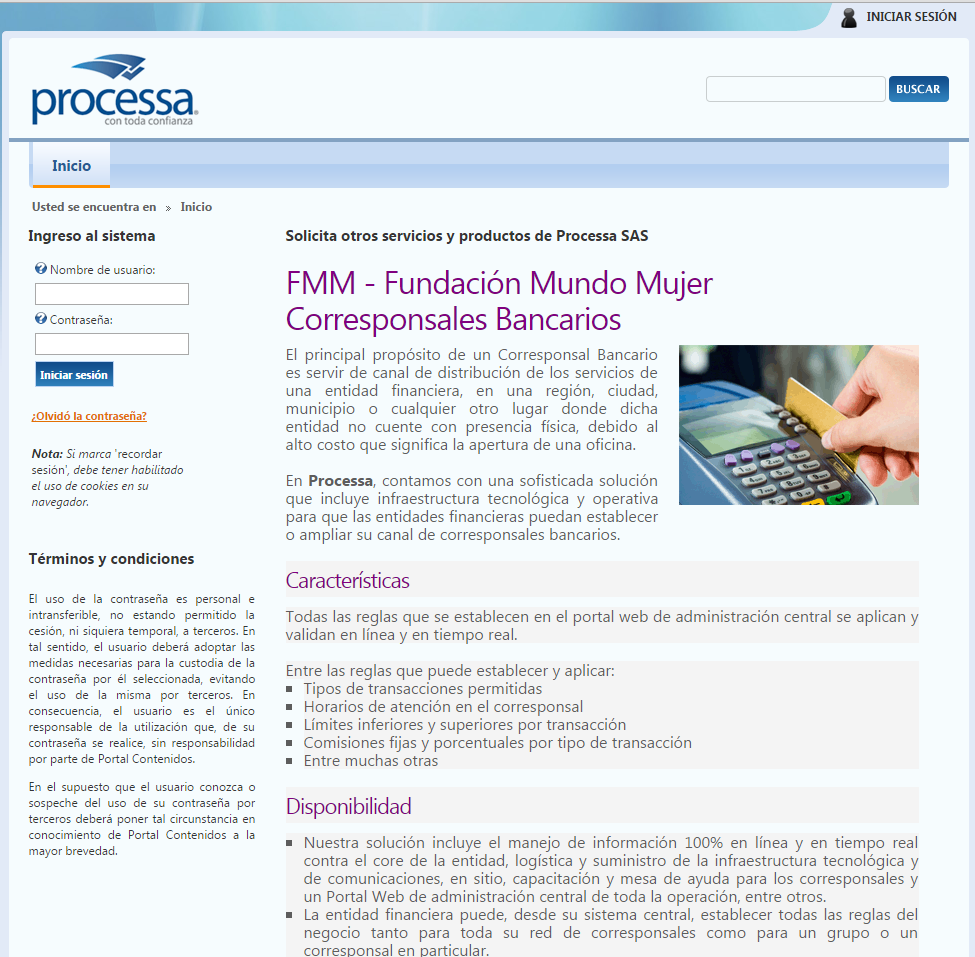 INICIAR SESIÓN
processa®
con toda confianza
BUSCAR
Inicio
Usted se encuentra en » Inicio
Ingreso al sistema
Nombre de usuario:
Contraseña:
Iniciar sesión
¿Olvidó la contraseña?
Nota: Si marca 'recordar
sesión', debe tener habilitado
el uso de cookies en su
navegador.
Términos y condiciones
El uso de la contraseña es personal e
intransferible, no estando permitido la
cesión, ni siquiera temporal, a terceros. En
tal sentido, el usuario deberá adoptar las
medidas necesarias para la custodia de la
contraseña por él seleccionada, evitando
el uso de la misma por terceros. En
consecuencia, el usuario es el único
responsable de la utilización que, de su
contraseña se realice, sin responsabilidad
por parte de Portal Contenidos.
En el supuesto que el usuario conozca o
sospeche del uso de su contraseña por
terceros deberá poner tal circunstancia en
conocimiento de Portal Contenidos a la
mayor brevedad.
Solicita otros servicios y productos de Processa SAS
FMM - Fundación Mundo Mujer
Corresponsales Bancarios
El principal propósito de un Corresponsal Bancario
es servir de canal de distribución de los servicios de
una entidad financiera, en una región, ciudad,
municipio o cualquier otro lugar donde dicha
entidad no cuente con presencia física, debido al
alto costo que significa la apertura de una oficina.
En Processa, contamos con una sofisticada solución
que incluye infraestructura tecnológica y operativa
para que las entidades financieras puedan establecer
o ampliar su canal de corresponsales bancarios.
Características
Todas las reglas que se establecen en el portal web de administración central se aplican y
validan en línea y en tiempo real.
Entre las reglas que puede establecer y aplicar:
▪ Tipos de transacciones permitidas
▪ Horarios de atención en el corresponsal
▪ Límites inferiores y superiores por transacción
▪ Comisiones fijas y porcentuales por tipo de transacción
▪ Entre muchas otras
Disponibilidad
▪ Nuestra solución incluye el manejo de información 100% en línea y en tiempo real
contra el core de la entidad, logística y suministro de la infraestructura tecnológica y
de comunicaciones, en sitio, capacitación y mesa de ayuda para los corresponsales y
un Portal Web de administración central de toda la operación, entre otros.
▪ La entidad financiera puede, desde su sistema central, establecer todas las reglas del
negocio tanto para toda su red de corresponsales como para un grupo o un
corresponsal en particular.